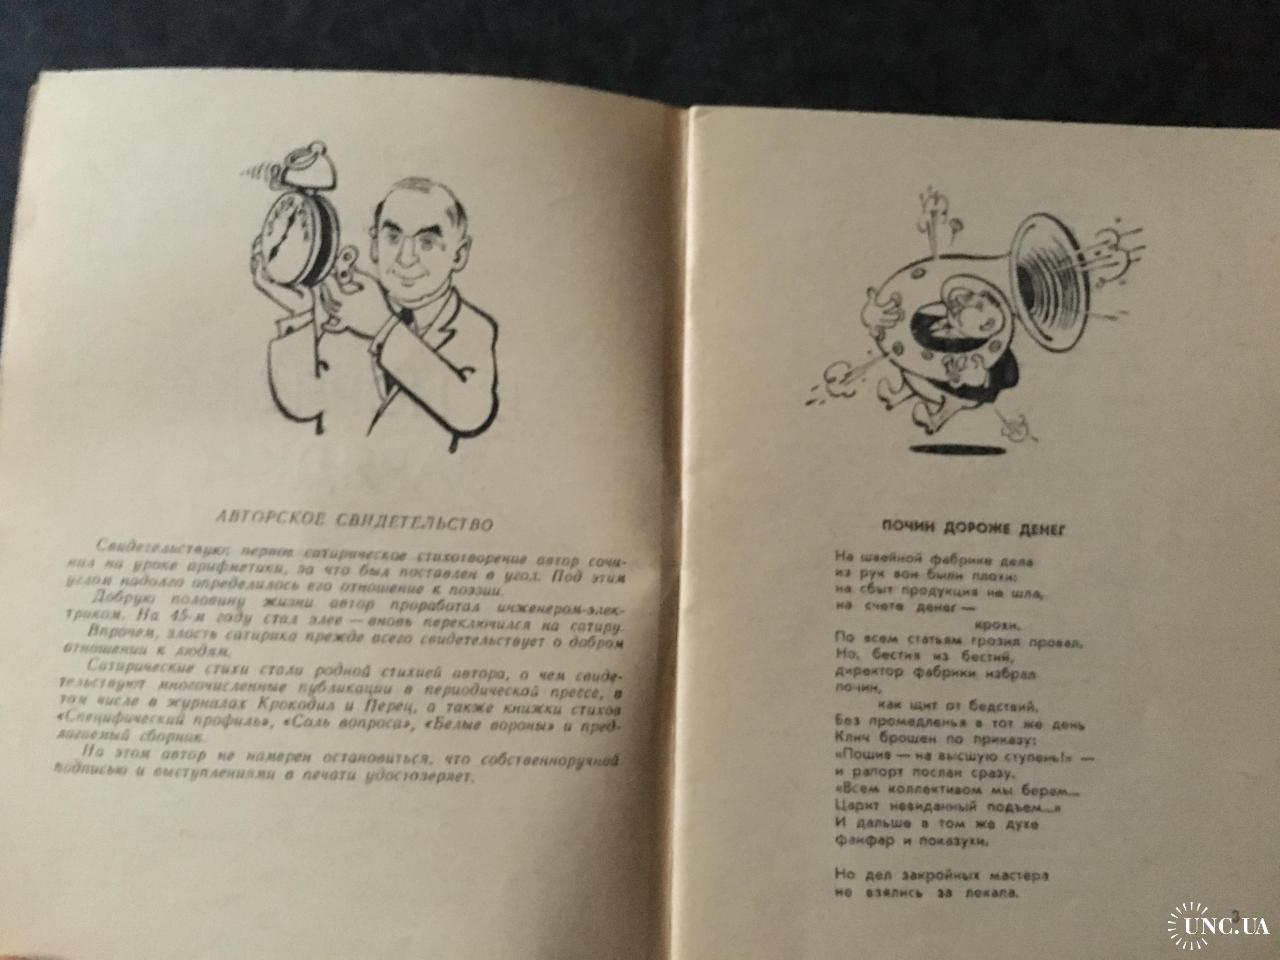 АВТОРСКОЕ СВИДЕТЕЛЬСТВО
Свидетельствую: первое сатирическое стихотворение автор сочи-
нил на уроке арифметики, за что был поставлен в угол. Под этим
углом надолго определилось его отношение к поэзии.
Добрую половину жизни автор проработал инженером-элек-
триком. На 45-м году стал злее — вновь переключился на сатиру.
Впрочем, злость сатирика прежде всего свидетельствует о добром
отношении к людям.
Сатирические стихи стали родной стихией автора, о чем свиде-
тельствуют многочисленные публикации в периодической прессе, в
том числе в журналах Крокодил и Перец, а также книжки стихов
«Специфический профиль», «Соль вопроса», «Белые вороны» и пред-
лагаемый сборник.
На этом автор не намерен остановиться, что собственноручной
подписью и выступлениями в печати удостоверяет.
ПОЧИН ДОРОЖЕ ДЕНЕГ
На швейной фабрике дела
из рук вон были плохи:
на сбыт продукция не шла,
на счете денег —
крохи.
По всем статьям грозил провал.
Но, бестия из бестий,
директор фабрики избрал
почин,
как щит от бедствий.
Без промедленья в тот же день
Клич брошен по приказу:
«Пошив — на высшую ступень!» —
и рапорт послан сразу.
«Всем коллективом мы берем...
Царит невиданный подъем...»
И дальше в том же духе
фанфар и показухи.
Но дел закройных мастера
не взялись за лекала.
3
UNC.UA